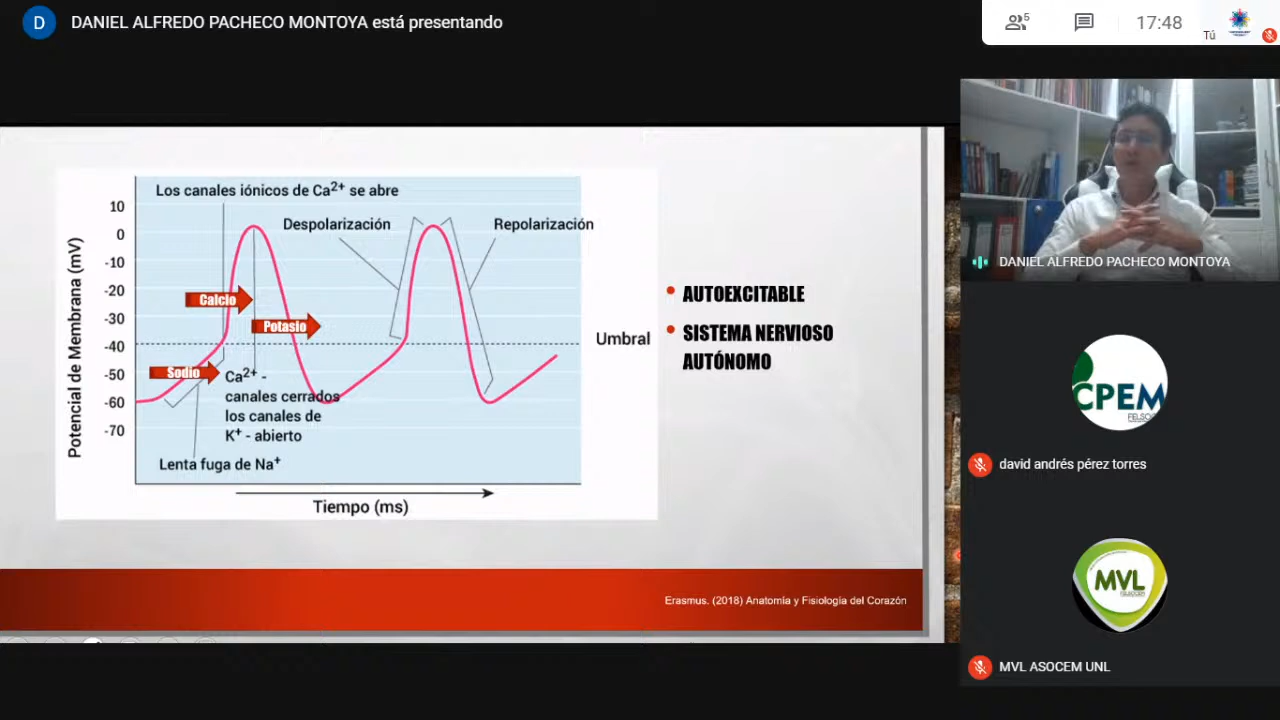 D
DANIEL ALFREDO PACHECO MONTOYA está presentando
5
17:48
Tú
Los canales iónicos de Ca2+ se abre
Despolarización
Repolarización
10
0
-10
-20
-30
-40
-50
-60
-70
Potencial de Membrana (mV)
Calcio
Potasio
Sodio
Umbral
Ca2+ -
canales cerrados
los canales de
K+ - abierto
Lenta fuga de Na+
Tiempo (ms)
• AUTOEXCITABLE
• SISTEMA NERVIOSO
AUTÓNOMO
Erasmus. (2018) Anatomía y Fisiología del Corazón
DANIEL ALFREDO PACHECO MONTOYA
CPEM
FELSOCEM
david andrés pérez torres
MVL
FELSOCEM
MVL ASOCEM UNL